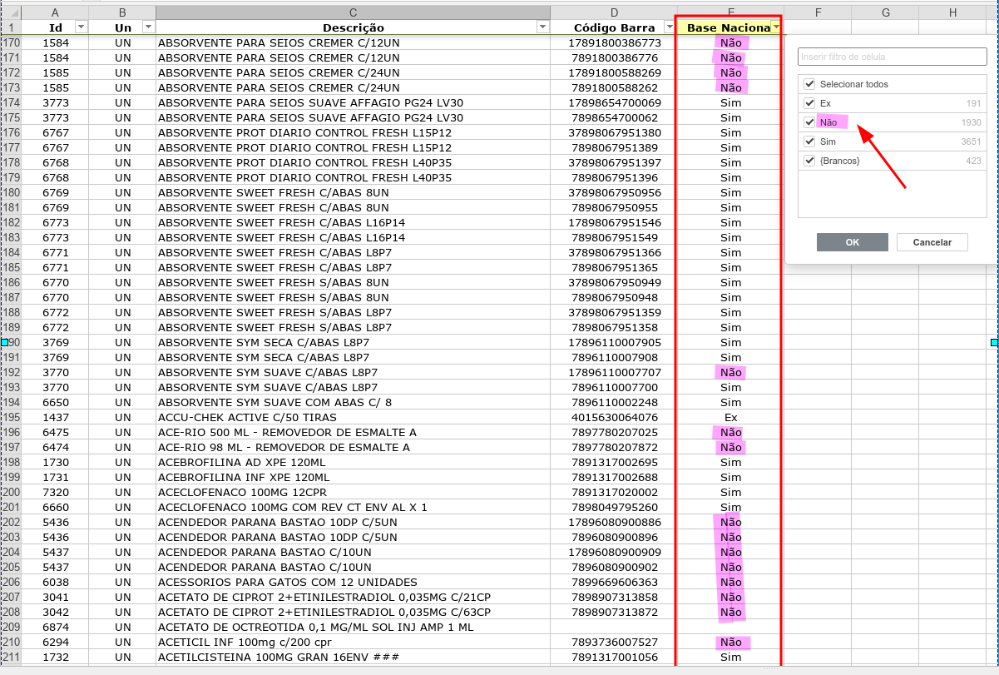 A B C D E F G H
1 Id Un Descrição Código Barra Base Naciona
170 1584 UN ABSORVENTE PARA SEIOS CREMER C/12UN 17891800386773 Não
171 1584 UN ABSORVENTE PARA SEIOS CREMER C/12UN 7891800386776 Não
172 1585 UN ABSORVENTE PARA SEIOS CREMER C/24UN 17891800588269 Não
173 1585 UN ABSORVENTE PARA SEIOS CREMER C/24UN 7891800588262 Não
174 3773 UN ABSORVENTE PARA SEIOS SUAVE AFFAGIO PG24 LV30 17898654700069 Sim
175 3773 UN ABSORVENTE PARA SEIOS SUAVE AFFAGIO PG24 LV30 7898654700062 Sim
176 6767 UN ABSORVENTE PROT DIARIO CONTROL FRESH L15P12 37898067951380 Sim
177 6767 UN ABSORVENTE PROT DIARIO CONTROL FRESH L15P12 7898067951389 Sim
178 6768 UN ABSORVENTE PROT DIARIO CONTROL FRESH L40P35 37898067951397 Sim
179 6768 UN ABSORVENTE PROT DIARIO CONTROL FRESH L40P35 7898067951396 Sim
180 6769 UN ABSORVENTE SWEET FRESH C/ABAS 8UN 37898067950956 Sim
181 6769 UN ABSORVENTE SWEET FRESH C/ABAS 8UN 7898067950955 Sim
182 6773 UN ABSORVENTE SWEET FRESH C/ABAS L16P14 17898067951546 Sim
183 6773 UN ABSORVENTE SWEET FRESH C/ABAS L16P14 7898067951549 Sim
184 6771 UN ABSORVENTE SWEET FRESH C/ABAS L8P7 37898067951366 Sim
185 6771 UN ABSORVENTE SWEET FRESH C/ABAS L8P7 7898067951365 Sim
186 6770 UN ABSORVENTE SWEET FRESH S/ABAS 8UN 37898067950949 Sim
187 6770 UN ABSORVENTE SWEET FRESH S/ABAS 8UN 7898067950948 Sim
188 6772 UN ABSORVENTE SWEET FRESH S/ABAS L8P7 37898067951359 Sim
189 6772 UN ABSORVENTE SWEET FRESH S/ABAS L8P7 7898067951358 Sim
90 3769 UN ABSORVENTE SYM SECA C/ABAS L8P7 17896110007905 Sim
191 3769 UN ABSORVENTE SYM SECA C/ABAS L8P7 7896110007908 Sim
192 3770 UN ABSORVENTE SYM SUAVE C/ABAS L8P7 17896110007707 Não
193 3770 UN ABSORVENTE SYM SUAVE C/ABAS L8P7 7896110007700 Sim
194 6650 UN ABSORVENTE SYM SUAVE COM ABAS C/ 8 7896110002248 Sim
195 1437 UN ACCU-CHEK ACTIVE C/50 TIRAS 4015630064076 Ex
196 6475 UN ACE-RIO 500 ML - REMOVEDOR DE ESMALTE A 7897780207025 Não
197 6474 UN ACE-RIO 98 ML - REMOVEDOR DE ESMALTE A 7897780207872 Não
198 1730 UN ACEBROFILINA AD XPE 120ML 7891317002695 Sim
199 1731 UN ACEBROFILINA INF XPE 120ML 7891317002688 Sim
200 7320 UN ACECLOFENACO 100MG 12CPR 7891317020002 Sim
201 6660 UN ACECLOFENACO 100MG COM REV CT ENV AL X 1 7898049795260 Sim
202 5436 UN ACENDEDOR PARANA BASTAO 10DP C/5UN 17896080900886 Não
203 5436 UN ACENDEDOR PARANA BASTAO 10DP C/5UN 7896080900896 Não
204 5437 UN ACENDEDOR PARANA BASTAO C/10UN 17896080900909 Não
205 5437 UN ACENDEDOR PARANA BASTAO C/10UN 7896080900902 Não
206 6038 UN ACESSORIOS PARA GATOS COM 12 UNIDADES 7899669606363 Não
207 3041 UN ACETATO DE CIPROT 2+ETINILESTRADIOL 0,035MG C/21CP 7898907313858 Não
208 3042 UN ACETATO DE CIPROT 2+ETINILESTRADIOL 0,035MG C/63CP 7898907313872 Não
209 6874 UN ACETATO DE OCTREOTIDA 0,1 MG/ML SOL INJ AMP 1 ML
210 6294 UN ACETICIL INF 100mg c/200 cpr 7893736007527 Não
211 1732 UN ACETILCISTEINA 100MG GRAN 16ENV ### 7891317001056 Sim
Inserir filtro de célula
Selecionar todos
Ex 191
Não 1930
Sim 3651
{Brancos} 423
OK Cancelar